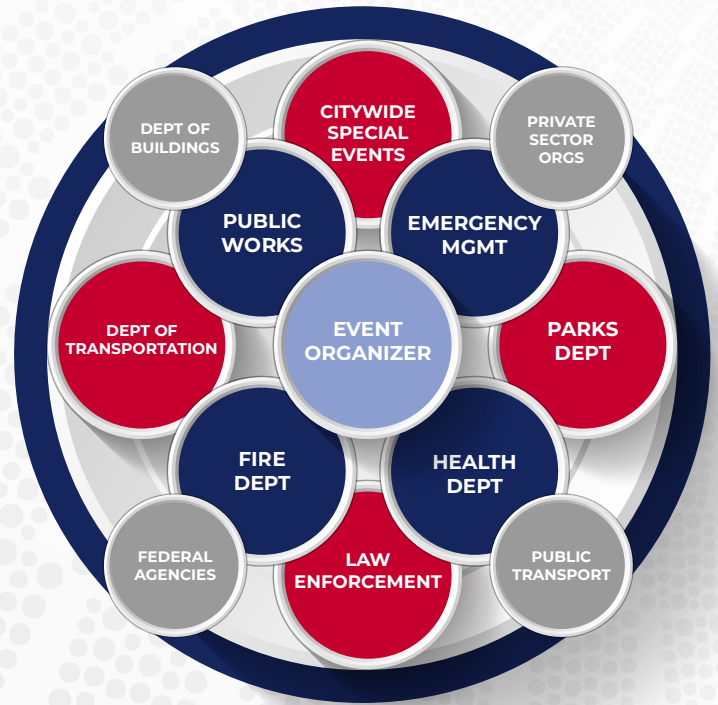 DEPT OF
BUILDINGS
CITYWIDE
SPECIAL
EVENTS
PRIVATE
SECTOR
ORGS
PUBLIC
WORKS
EMERGENCY
MGMT
DEPT OF
TRANSPORTATION
EVENT
ORGANIZER
PARKS
DEPT
FIRE
DEPT
HEALTH
DEPT
FEDERAL
AGENCIES
LAW
ENFORCEMENT
PUBLIC
TRANSPORT